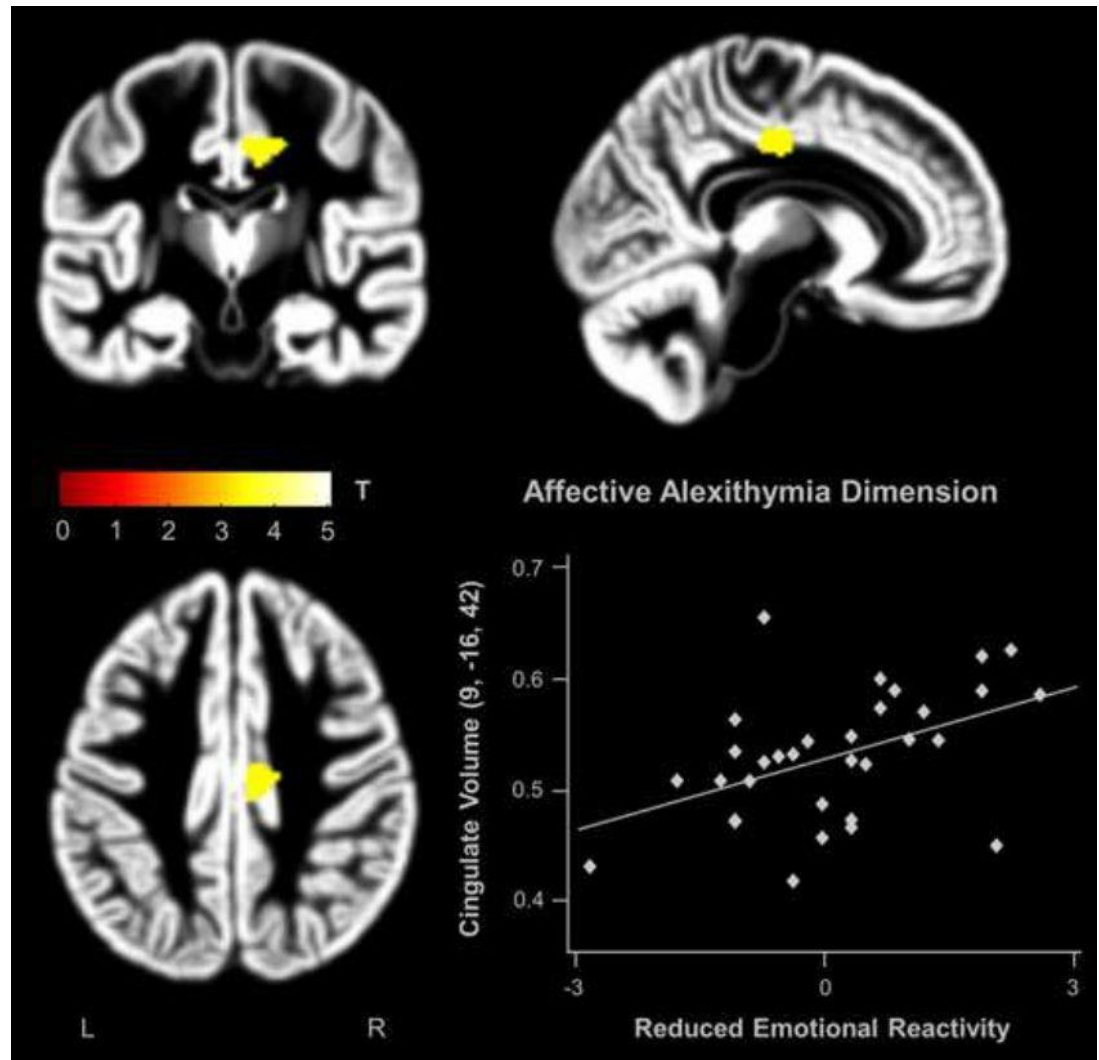 T
0 1 2 3 4 5
Affective Alexithymia Dimension
Cingulate Volume (9, -16, 42)
0.7
0.6
0.5
0.4
-3 0 3
Reduced Emotional Reactivity
L R